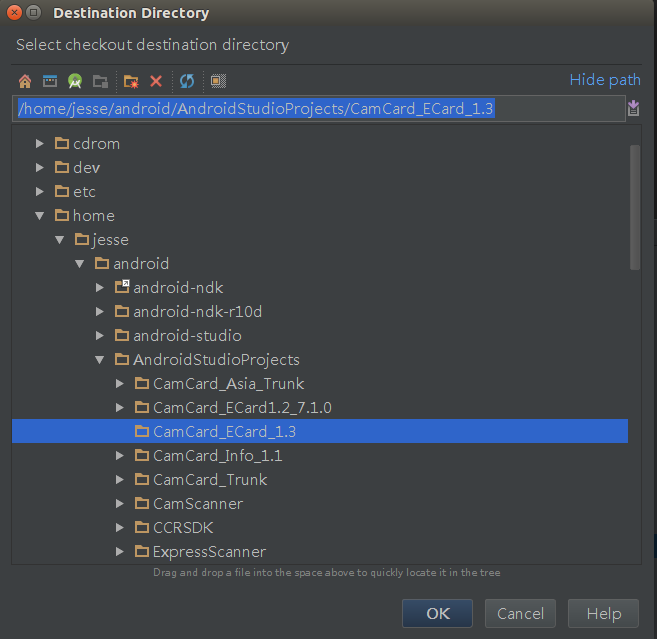 Destination Directory
Select checkout destination directory
Hide path
/home/jesse/android/AndroidStudioProjects/CamCard_ECard_1.3
cdrom
dev
etc
home
jesse
android
android-ndk
android-ndk-r10d
android-studio
AndroidStudioProjects
CamCard_Asia_Trunk
CamCard_ECard1.2_7.1.0
CamCard_ECard_1.3
CamCard_Info_1.1
CamCard_Trunk
CamScanner
CCRSDK
ExpressScanner
Drag and drop a file into the space above to quickly locate it in the tree
OK Cancel Help